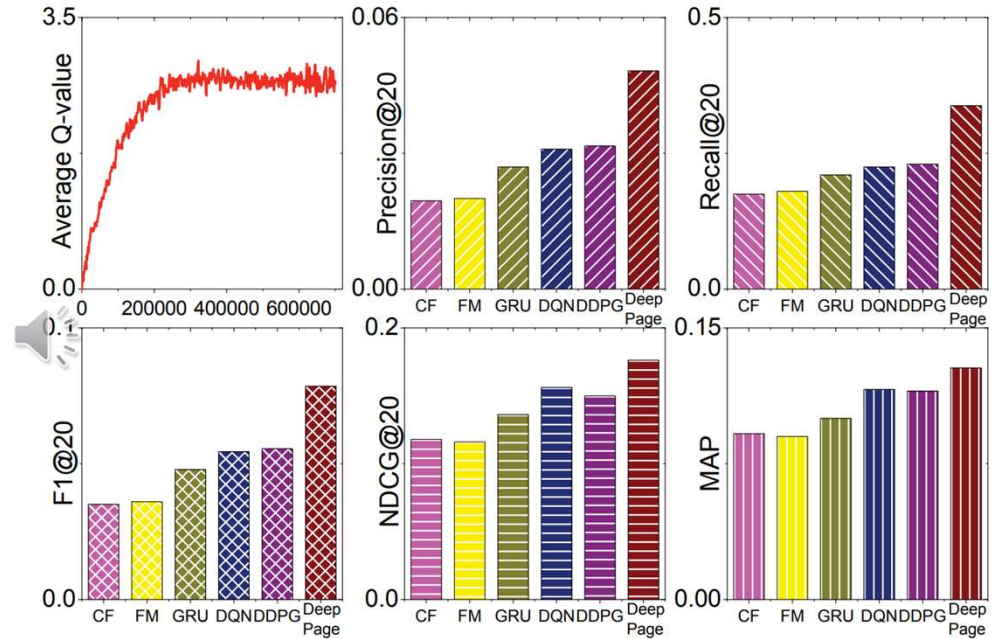 3.5
Average Q-value
0.0
0 200000 400000 600000
0.06
Precision@20
0.00
CF FM GRU DQN DDPG Deep Page
0.5
Recall@20
0.0
CF FM GRU DQN DDPG Deep Page
F1@20
0.0
CF FM GRU DQN DDPG Deep Page
0.2
NDCG@20
0.0
CF FM GRU DQN DDPG Deep Page
0.15
MAP
0.00
CF FM GRU DQN DDPG Deep Page